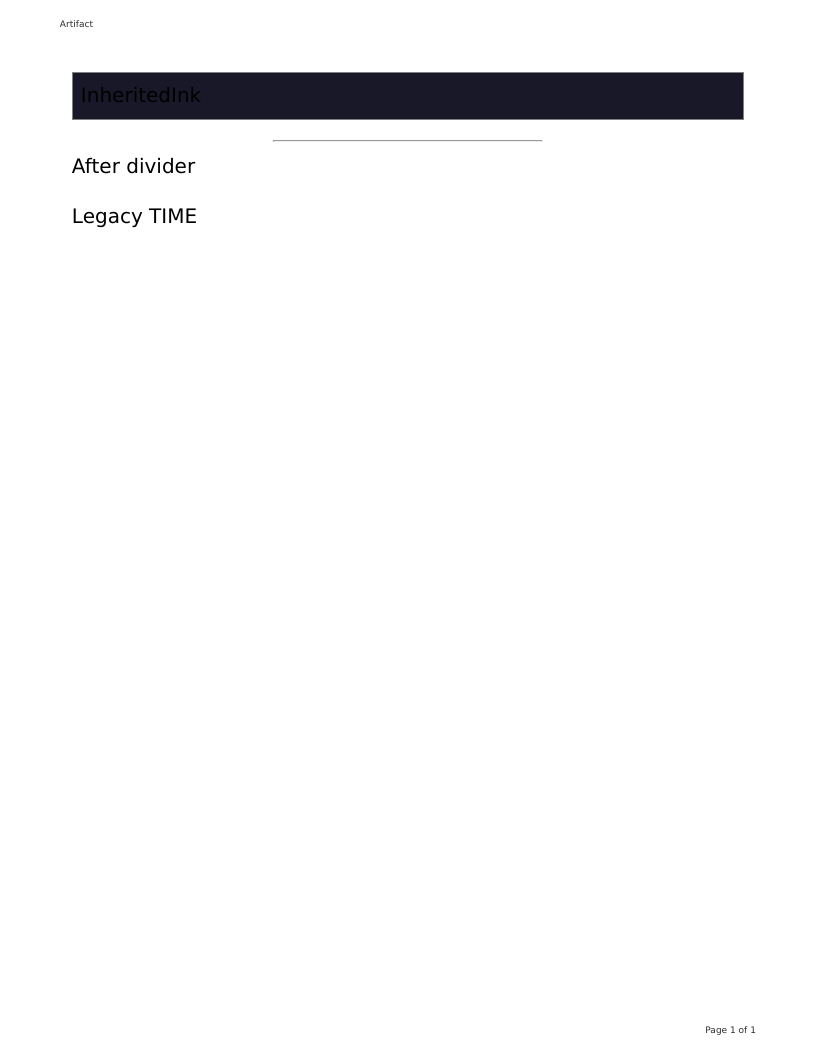 Artifact
InheritedInk
After divider
Legacy TIME
Page 1 of 1